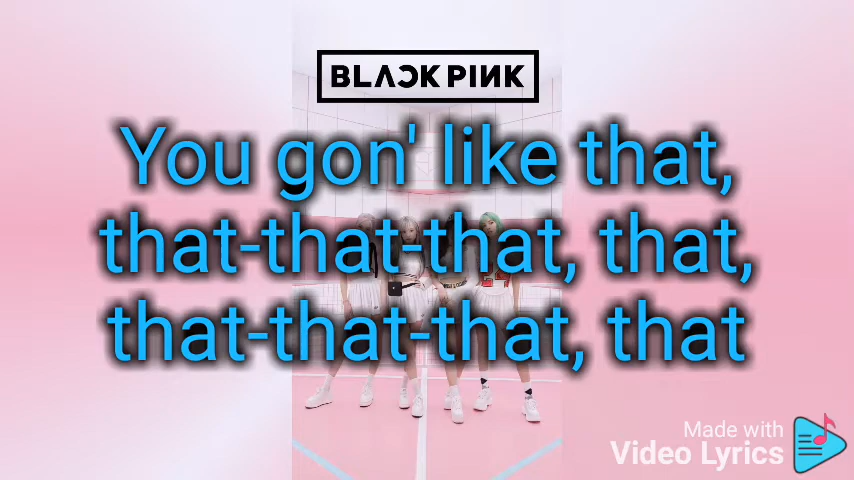 BLACKPINK
You gon' like that,
that-that-that, that,
that-that-that, that
Made with
Video Lyrics